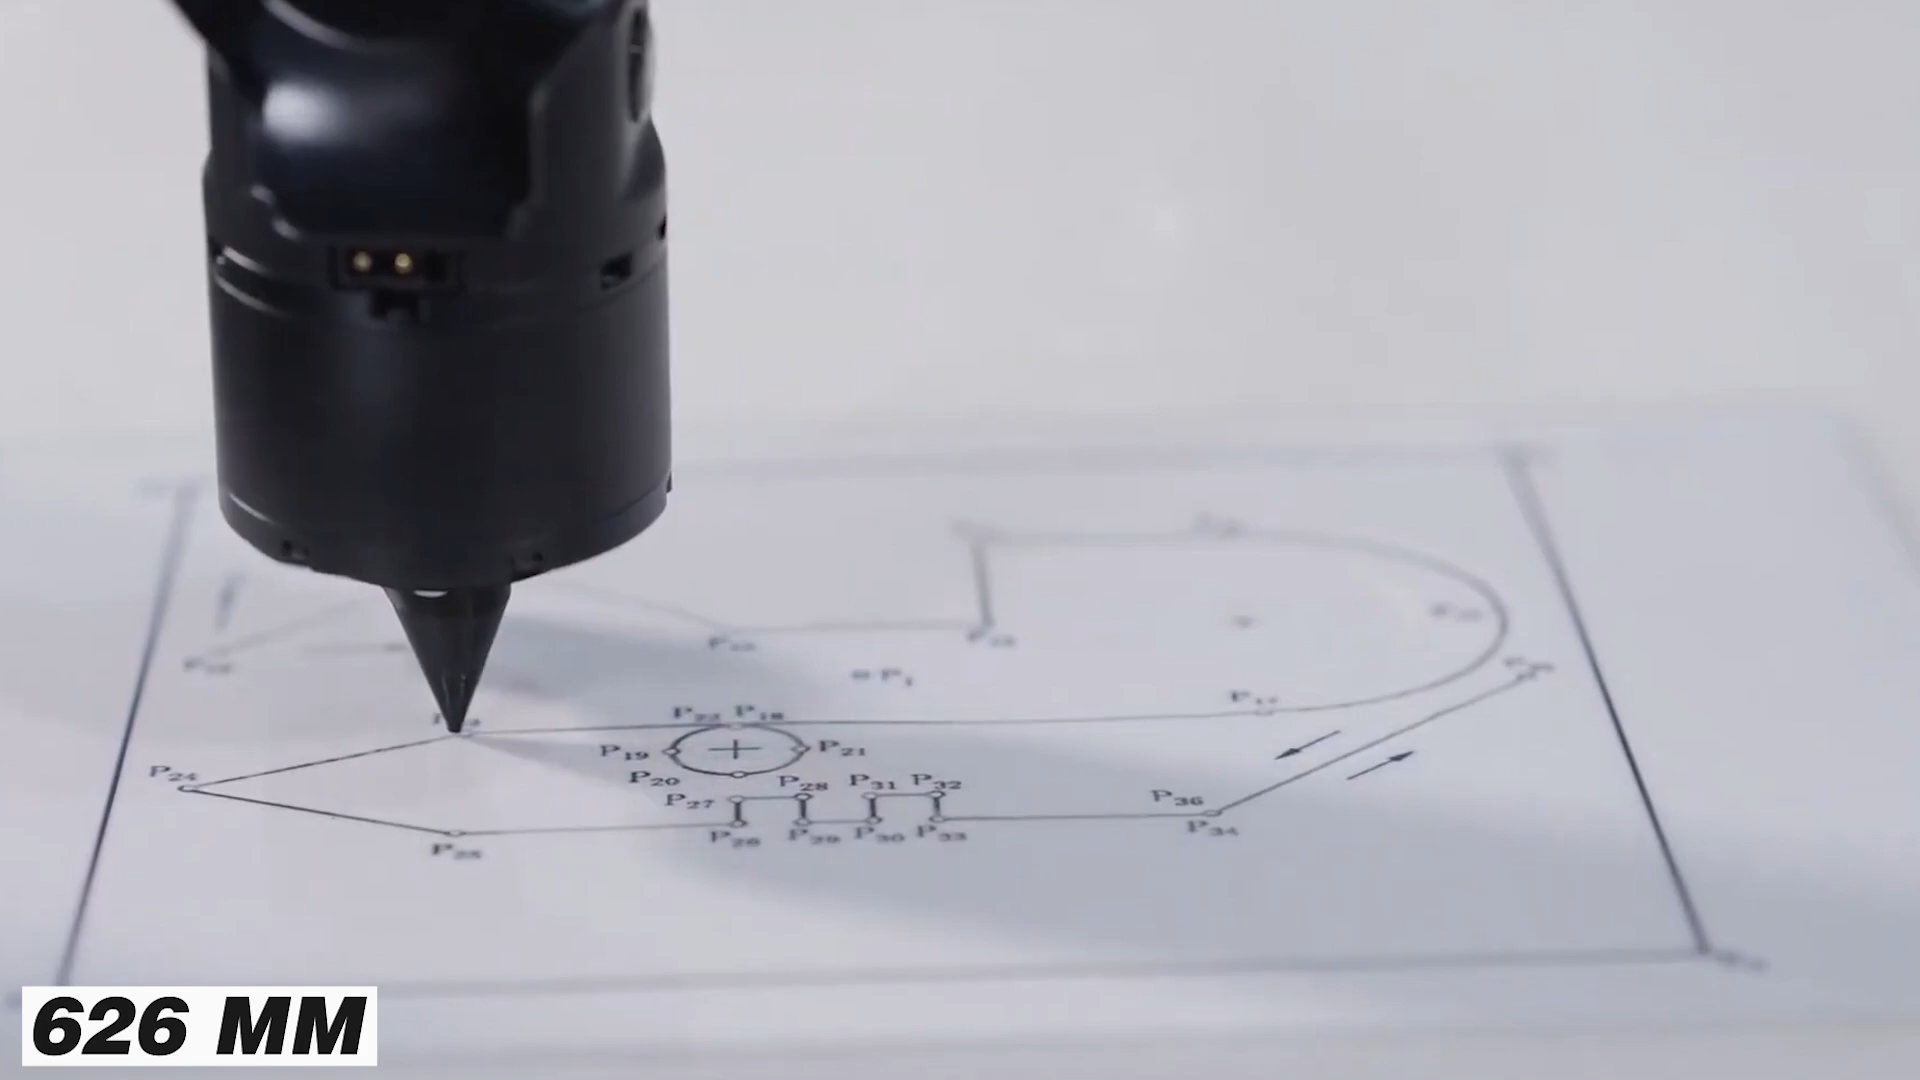 P₁
P₁₇
P₂₂ P₁₈
P₁₉
P₂₁
P₂₀
P₂₄
P₂₈
P₃₁ P₃₂
P₂₇
P₃₆
P₂₆ P₂₉ P₃₀ P₃₃
P₃₄
P₂₅
626 MM